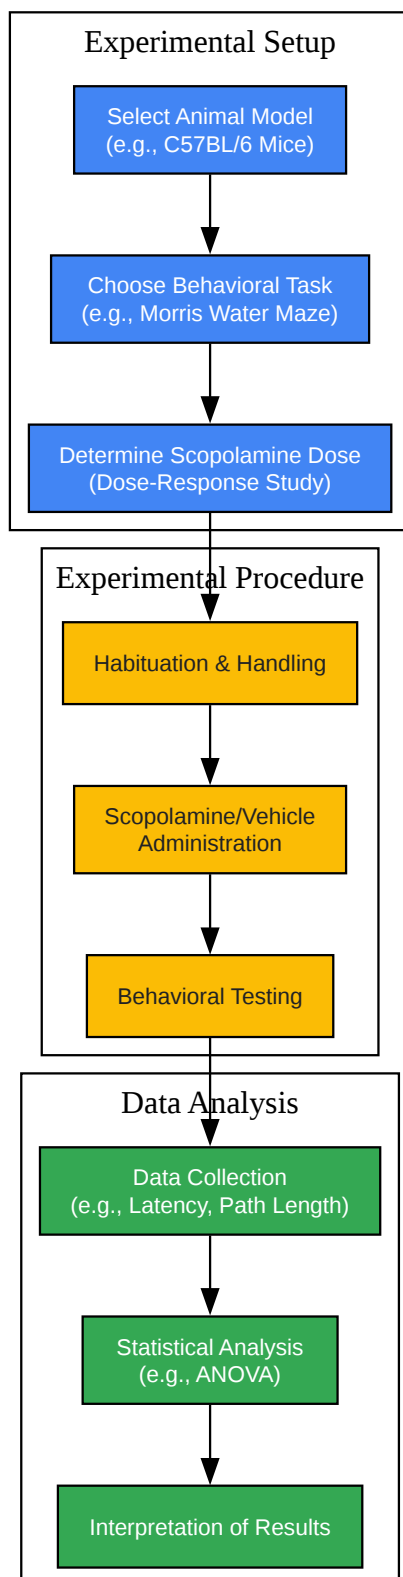 Experimental Setup
Select Animal Model
(e.g., C57BL/6 Mice)
Choose Behavioral Task
(e.g., Morris Water Maze)
Determine Scopolamine Dose
(Dose-Response Study)
Experimental Procedure
Habituation & Handling
Scopolamine/Vehicle
Administration
Behavioral Testing
Data Analysis
Data Collection
(e.g., Latency, Path Length)
Statistical Analysis
(e.g., ANOVA)
Interpretation of Results